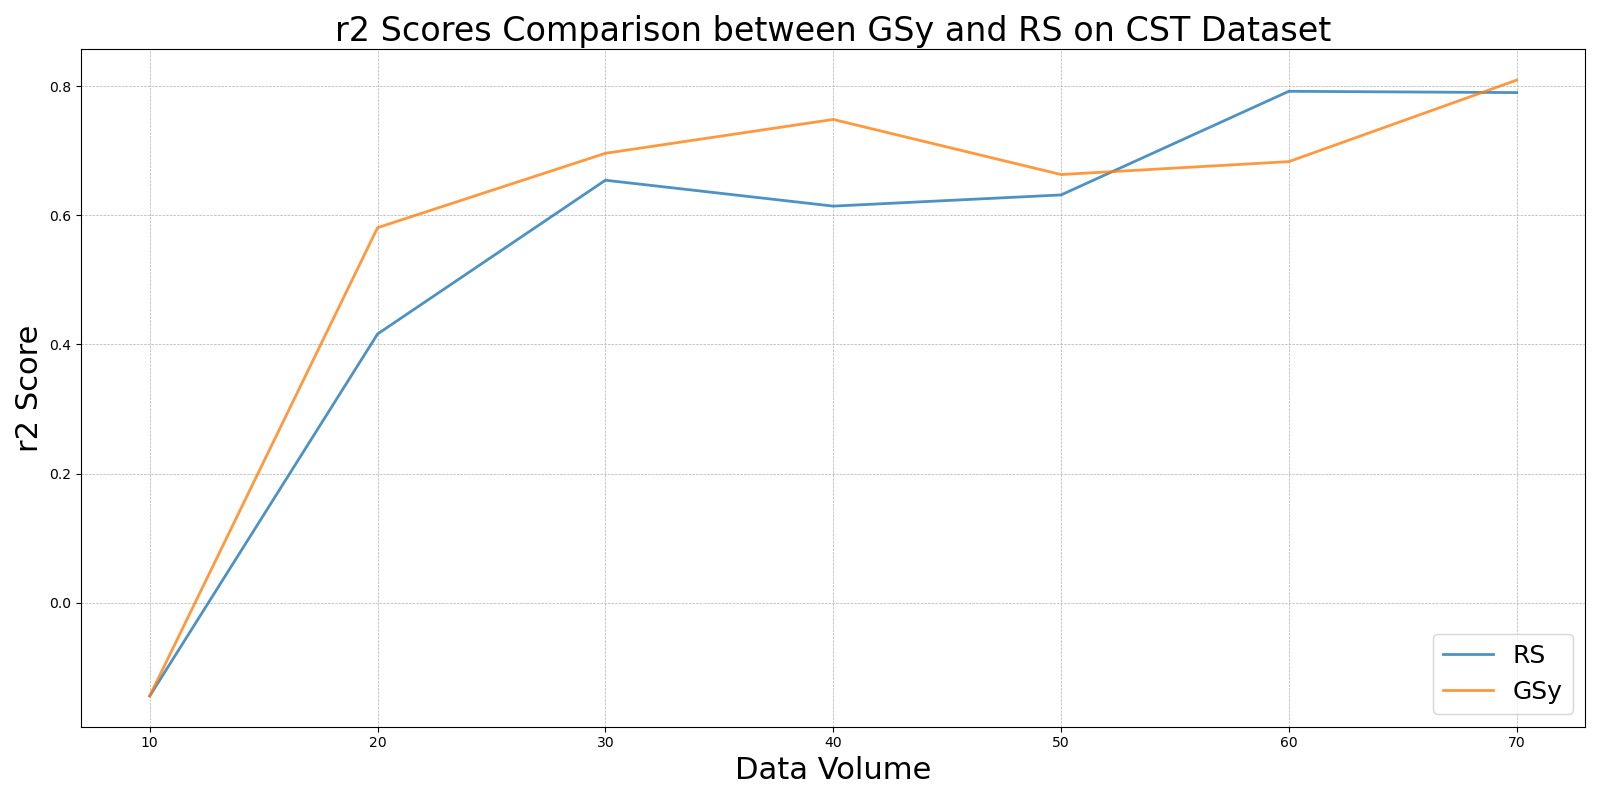 r2 Scores Comparison between GSy and RS on CST Dataset
r2 Score
0.8
0.6
0.4
0.2
0.0
10 20 30 40 50 60 70
Data Volume
RS
GSy